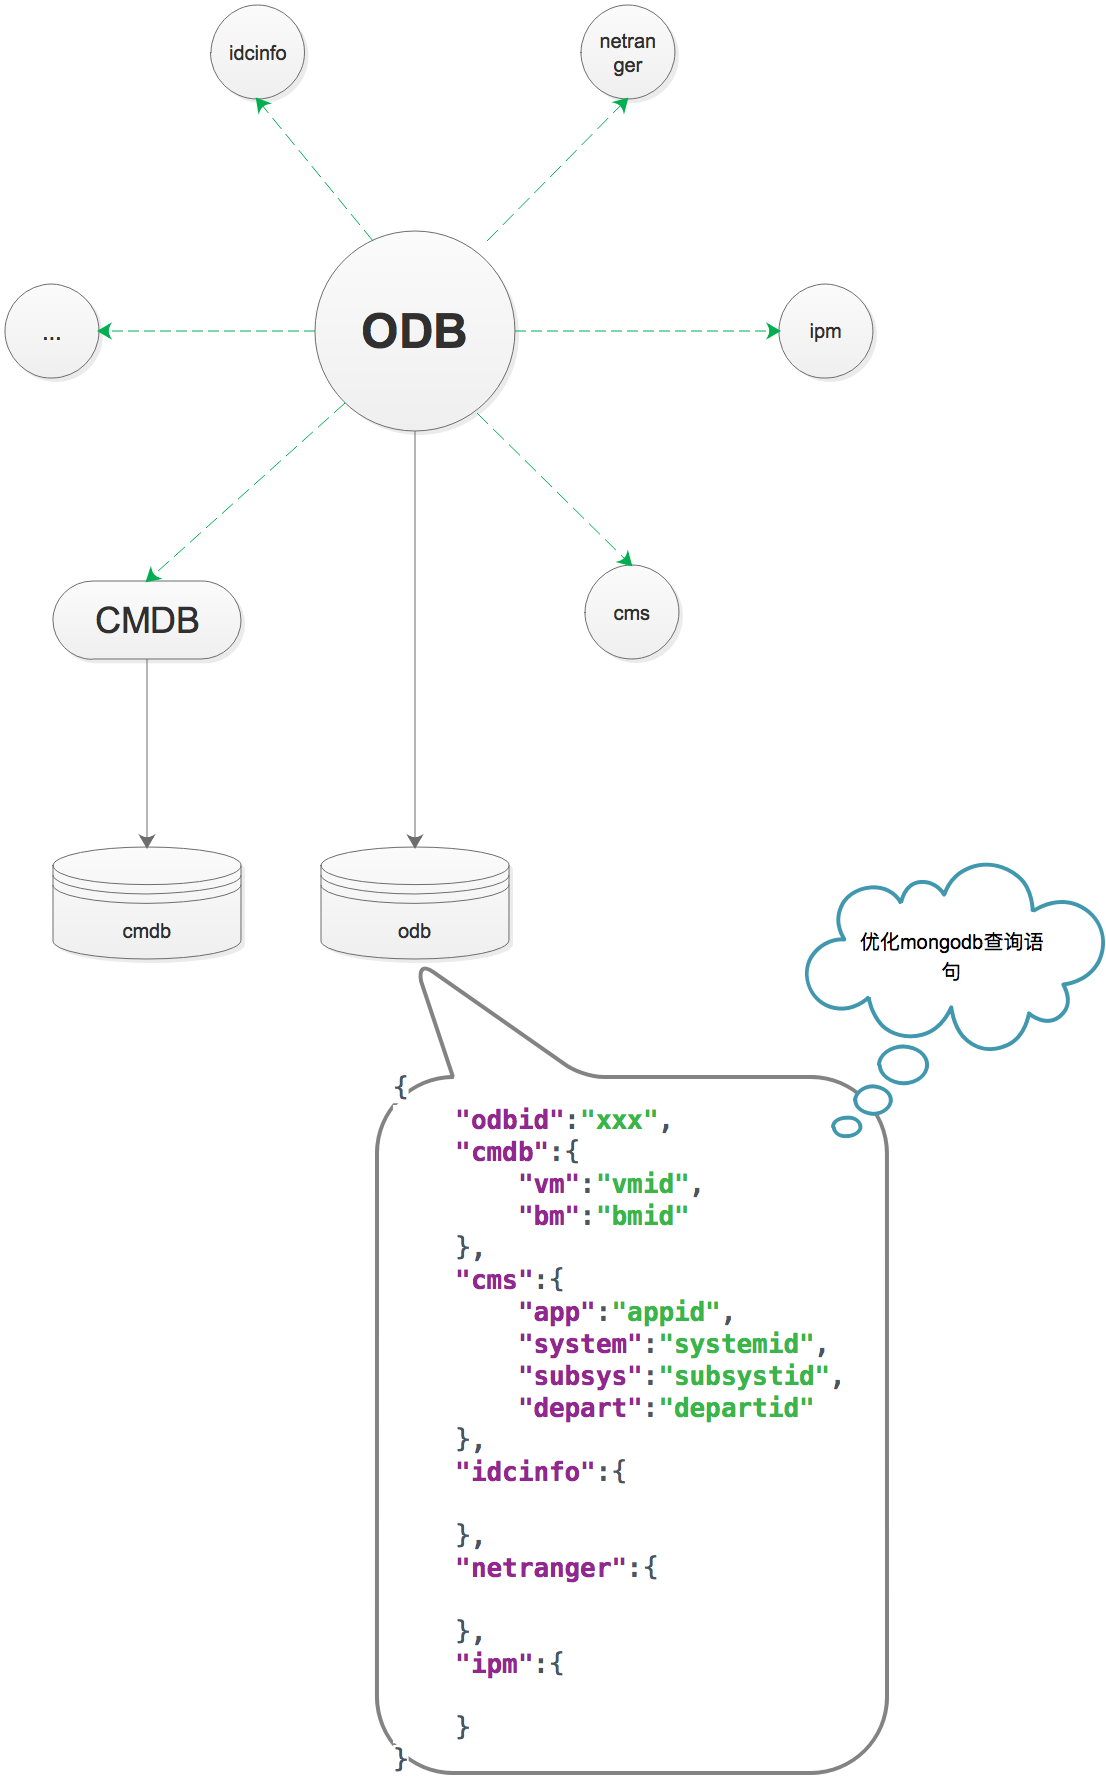 idcinfo
netran
ger
ODB
...
ipm
CMDB
cms
cmdb
odb
优化mongodb查询语
句
{
"odbid":"xxx",
"cmdb":{
"vm":"vmid",
"bm":"bmid"
},
"cms":{
"app":"appid",
"system":"systemid",
"subsys":"subsystid",
"depart":"departid"
},
"idcinfo":{
},
"netranger":{
},
"ipm":{
}
}